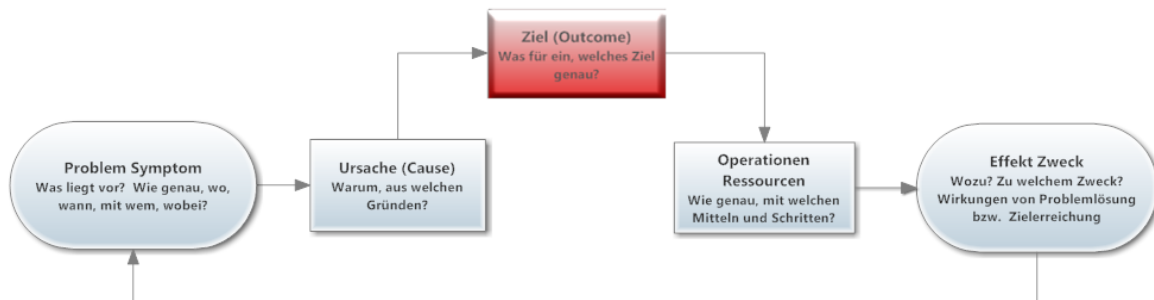 Ziel (Outcome)
Was für ein, welches Ziel
genau?
Problem Symptom
Was liegt vor? Wie genau, wo,
wann, mit wem, wobei?
Ursache (Cause)
Warum, aus welchen
Gründen?
Operationen
Ressourcen
Wie genau, mit welchen
Mitteln und Schritten?
Effekt Zweck
Wozu? Zu welchem Zweck?
Wirkungen von Problemlösung
bzw. Zielerreichung